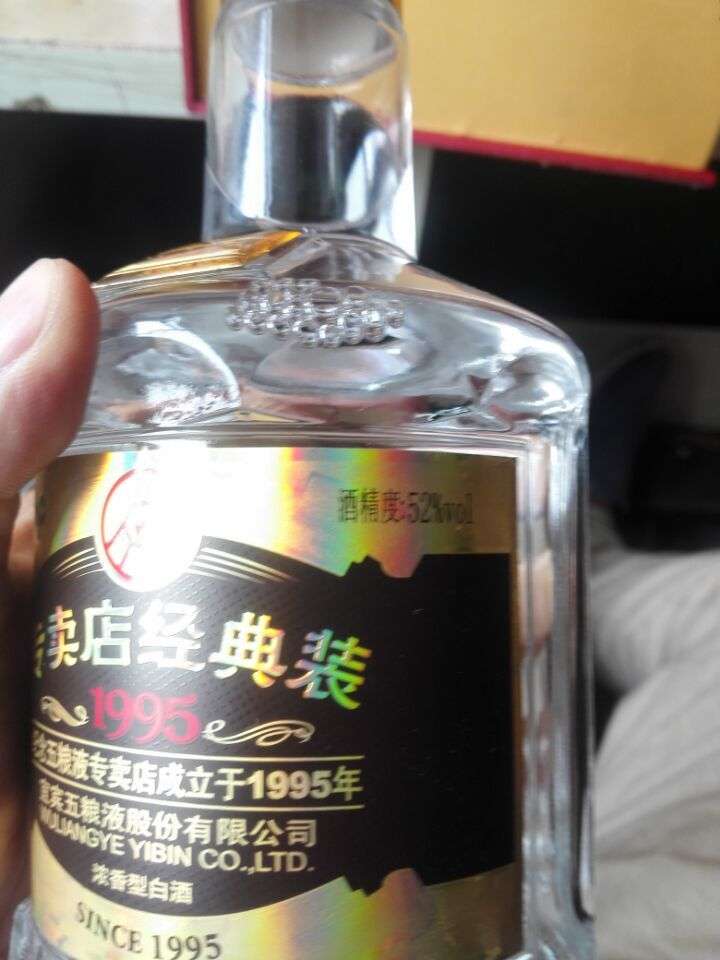 酒精度:52%vol
卖店经典装
1995
五粮液专卖店成立于1995年
宜宾五粮液股份有限公司
WULIANGYE YIBIN CO.,LTD.
浓香型白酒
SINCE 1995